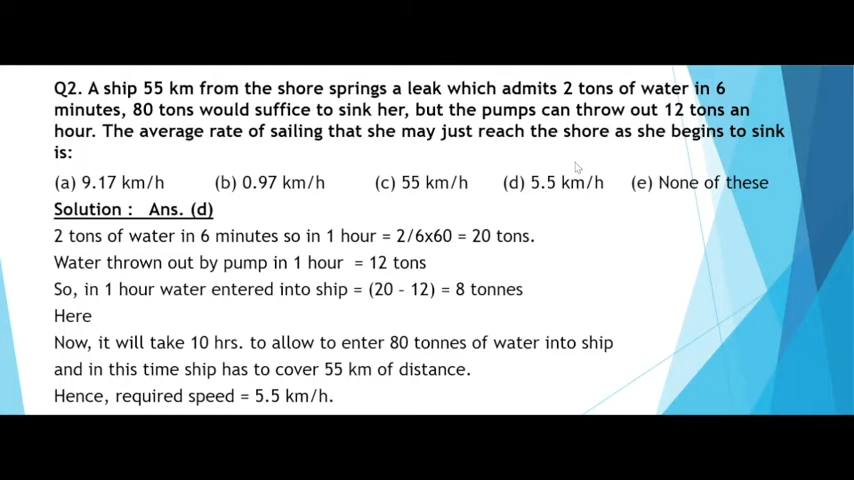 Q2. A ship 55 km from the shore springs a leak which admits 2 tons of water in 6
minutes, 80 tons would suffice to sink her, but the pumps can throw out 12 tons an
hour. The average rate of sailing that she may just reach the shore as she begins to sink
is:
(a) 9.17 km/h (b) 0.97 km/h (c) 55 km/h (d) 5.5 km/h (e) None of these
Solution : Ans. (d)
2 tons of water in 6 minutes so in 1 hour = 2/6x60 = 20 tons.
Water thrown out by pump in 1 hour = 12 tons
So, in 1 hour water entered into ship = (20 - 12) = 8 tonnes
Here
Now, it will take 10 hrs. to allow to enter 80 tonnes of water into ship
and in this time ship has to cover 55 km of distance.
Hence, required speed = 5.5 km/h.